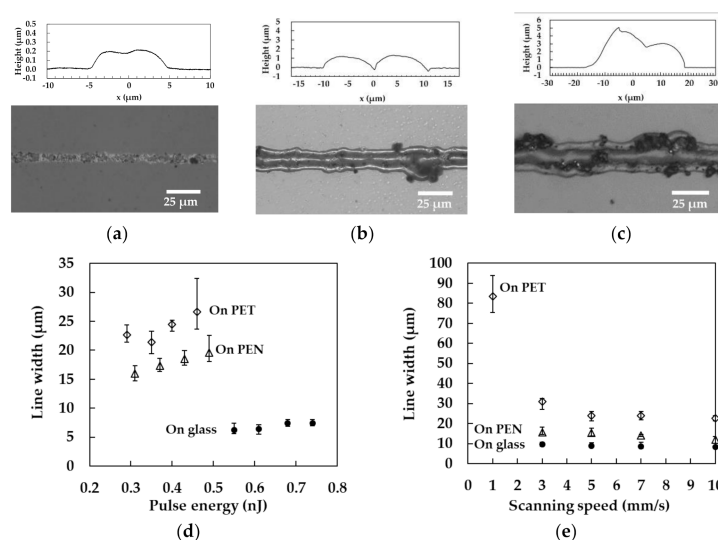 0.5
0.4
0.3
0.2
0.1
0.0
-0.1
Height (μm)
-10 -5 0 5 10
x (μm)
25 μm
(a)
5
4
3
2
1
0
-1
Height (μm)
-15 -10 -5 0 5 10 15
x (μm)
25 μm
(b)
6
5
4
3
2
1
0
-1
Height (μm)
-30 -20 -10 0 10 20 30
x (μm)
25 μm
(c)
35
30
25
20
15
10
5
0
Line width (μm)
On PET
On PEN
On glass
0.2 0.3 0.4 0.5 0.6 0.7 0.8
Pulse energy (nJ)
(d)
100
90
80
70
60
50
40
30
20
10
0
Line width (μm)
On PET
On PEN
On glass
0 1 2 3 4 5 6 7 8 9 10
Scanning speed (mm/s)
(e)